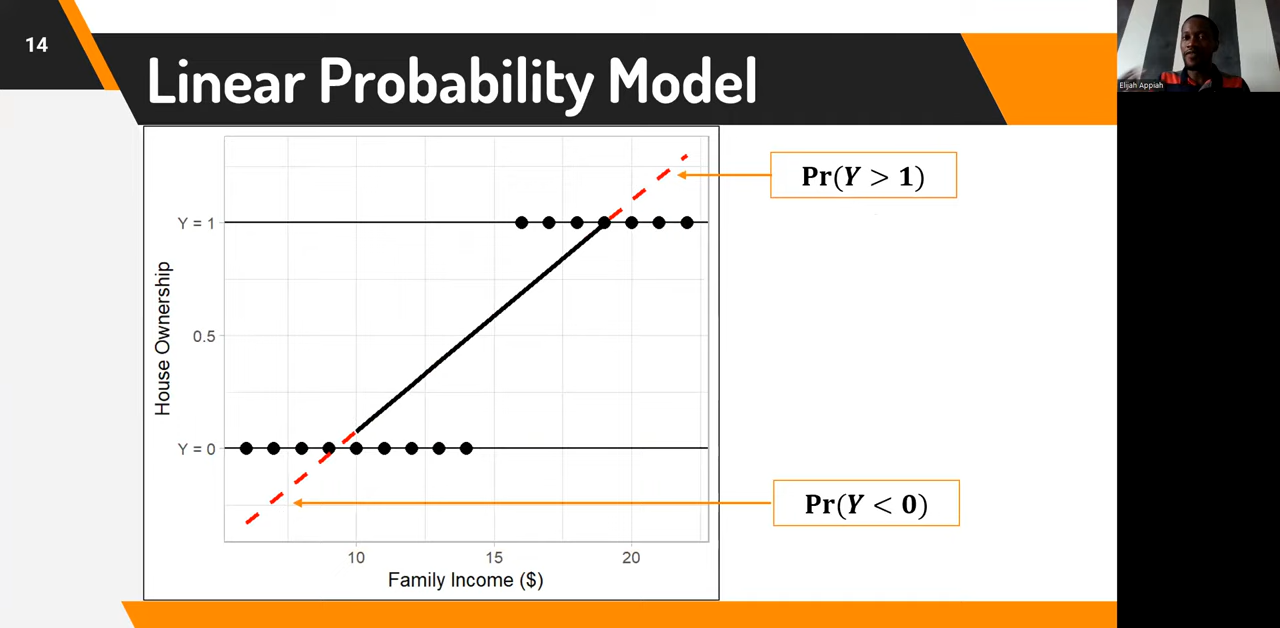 14
Linear Probability Model
Elijah Appiah
Pr(Y > 1)
Y = 1
House Ownership
0.5
Y = 0
Pr(Y < 0)
10 15 20
Family Income ($)